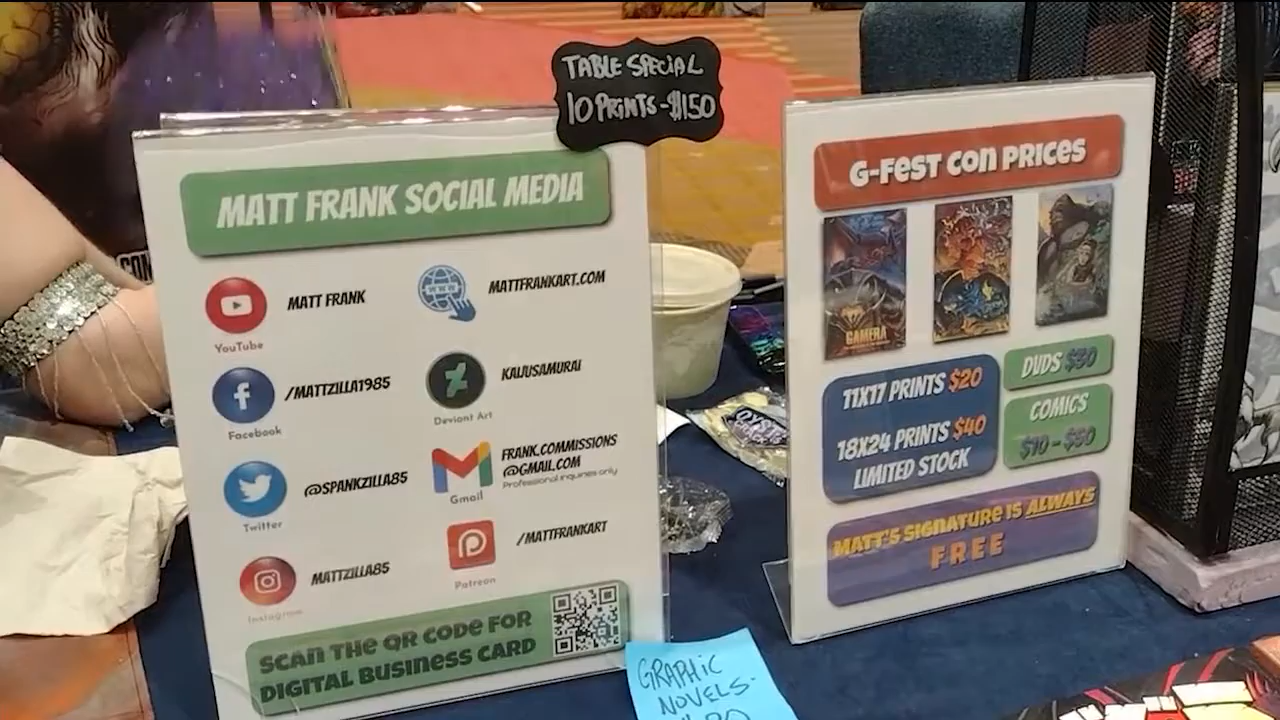 TABLE SPECIAL
10 PRINTS - $150
MATT FRANK SOCIAL MEDIA
MATT FRANK
YouTube
MATTFRANKART.COM
/MATTZILLA1985
Facebook
KAIJUSAMURAI
Deviant Art
@SPANKZILLA85
Twitter
FRANK.COMMISSIONS
@GMAIL.COM
Professional inquiries only
Gmail
MATTZILLA85
Instagram
/MATTFRANKART
Patreon
SCAN THE QR CODE FOR
DIGITAL BUSINESS CARD
G-FEST CON PRICES
GAMERA
11X17 PRINTS $20
18X24 PRINTS $40
LIMITED STOCK
DVDS $30
COMICS
MATT'S SIGNATURE IS ALWAYS
FREE
GRAPHIC
NOVELS-
CON
WWW